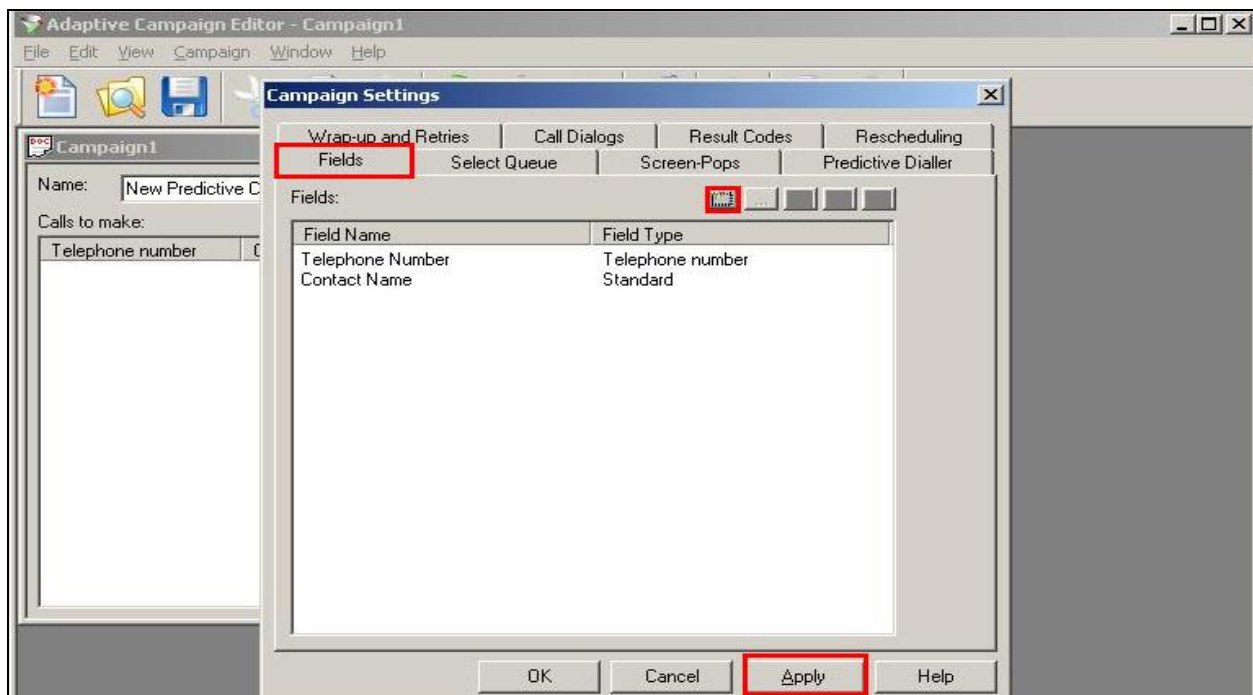 Adaptive Campaign Editor - Campaign1
File Edit View Campaign Window Help
Campaign Settings
Campaign1
Name: New Predictive C
Calls to make:
Telephone number
Wrap-up and Retries Call Dialogs Result Codes Rescheduling
Fields Select Queue Screen-Pops Predictive Dialler
Fields:
...
Field Name Field Type
Telephone Number Telephone number
Contact Name Standard
OK Cancel Apply Help